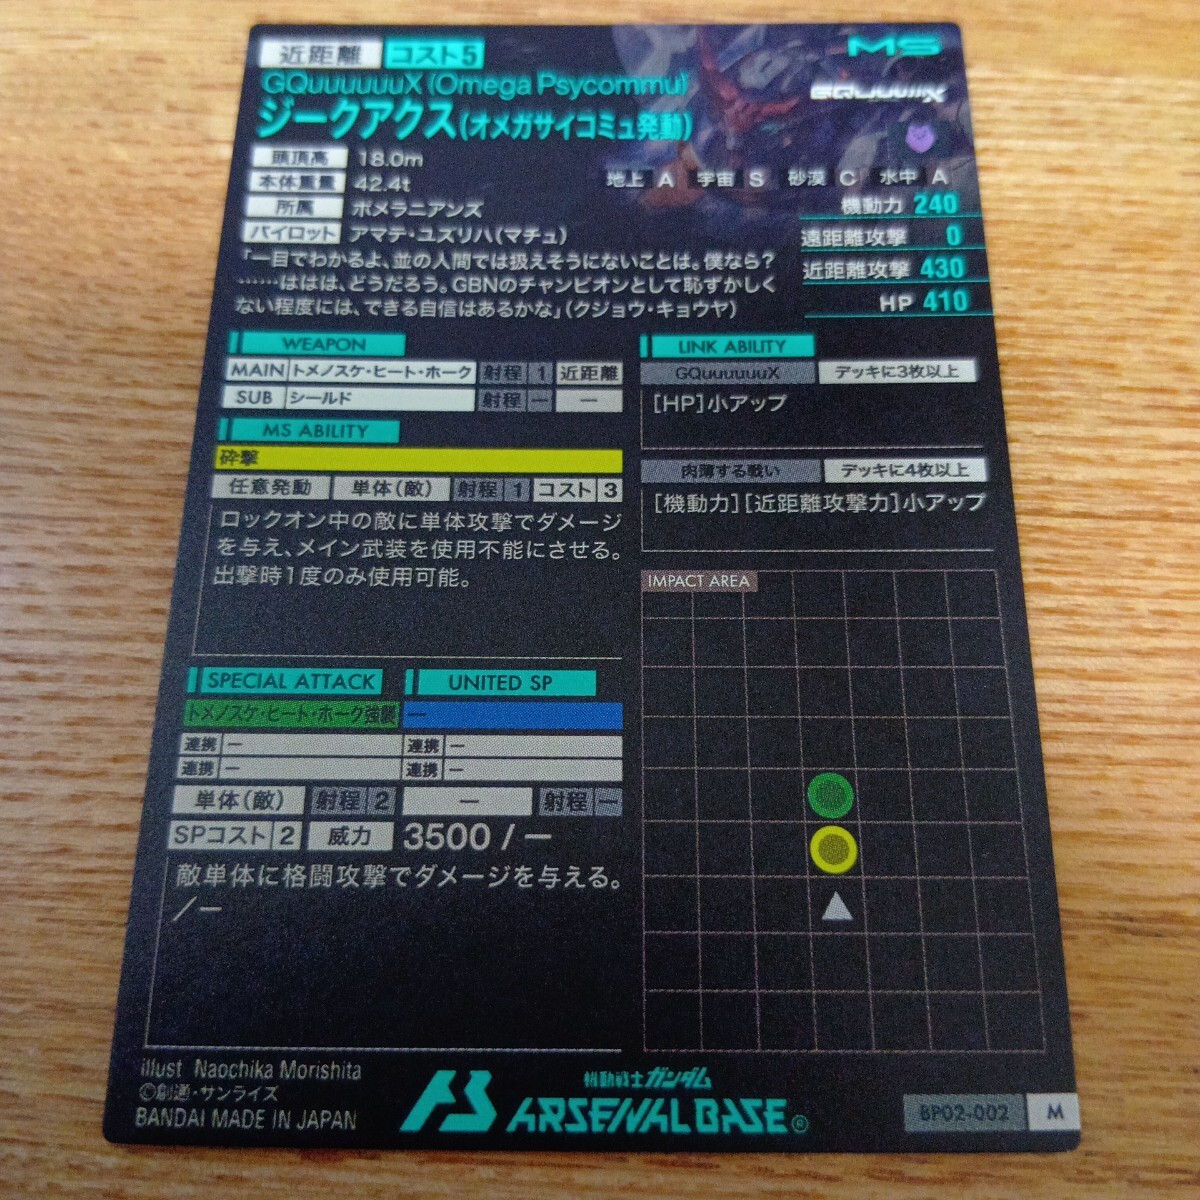 近距離 コスト5 MS
GQuuuuuuX (Omega Psycommu)
GQuuuuuuX
ジークアクス(オメガサイコミュ発動)
頭頂高 18.0m
本体重量 42.4t
所属 ポメラニアンズ
パイロット アマテ・ユズリハ(マチュ)
地上 A 宇宙 S 砂漠 C 水中 A
機動力 240
遠距離攻撃 0
近距離攻撃 430
HP 410
「一目でわかるよ、並の人間では扱えそうにないことは。僕なら?
……ははは、どうだろう。GBNのチャンピオンとして恥ずかしく
ない程度には、できる自信はあるかな」(クジョウ・キョウヤ)
WEAPON
MAIN トメノスケ・ヒート・ホーク 射程 1 近距離
SUB シールド 射程 ー ー
MS ABILITY
砕撃
任意発動 単体(敵) 射程 1 コスト 3
ロックオン中の敵に単体攻撃でダメージ
を与え、メイン武装を使用不能にさせる。
出撃時1度のみ使用可能。
LINK ABILITY
GQuuuuuuX デッキに3枚以上
[HP]小アップ
肉薄する戦い デッキに4枚以上
[機動力][近距離攻撃力]小アップ
IMPACT AREA
SPECIAL ATTACK UNITED SP
トメノスケ・ヒート・ホーク強襲 ー
連携 ー 連携 ー
連携 ー 連携 ー
単体(敵) 射程 2 ー 射程 ー
SPコスト 2 威力 3500 / ー
敵単体に格闘攻撃でダメージを与える。
／ー
illust Naochika Morishita
©創通・サンライズ
BANDAI MADE IN JAPAN
機動戦士ガンダム
ARSENAL BASE®
BP02-002 M